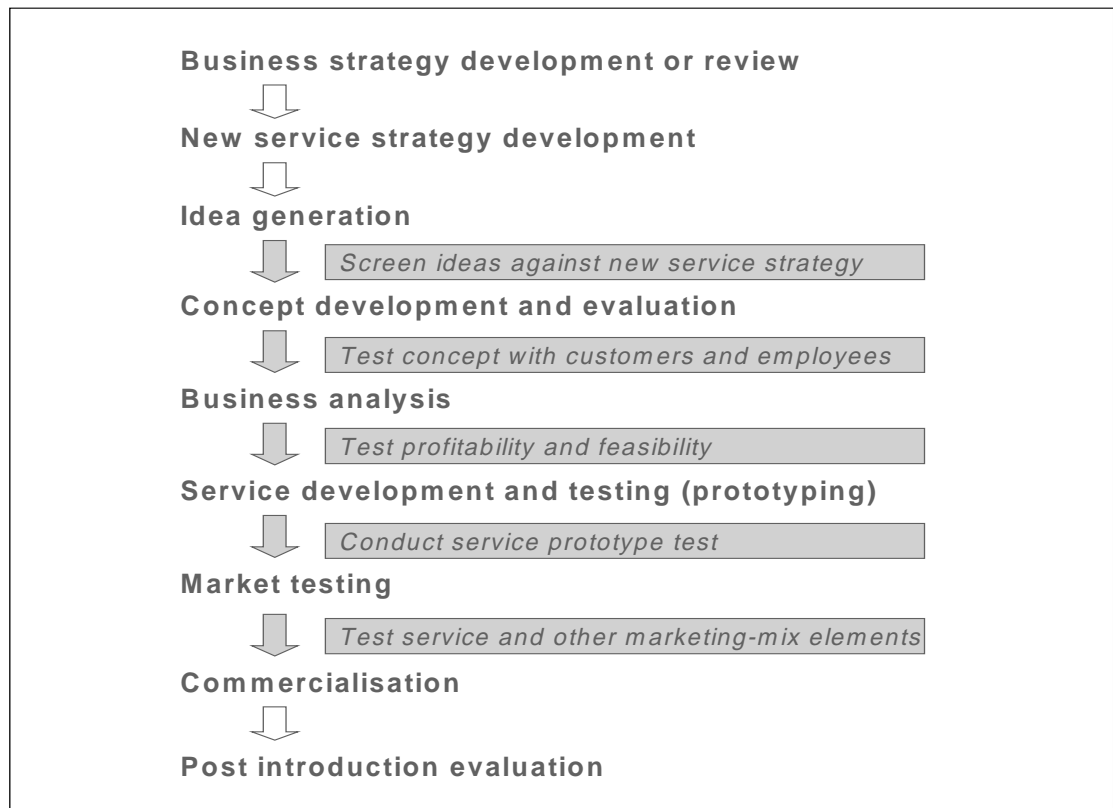 Business strategy development or review
New service strategy development
Idea generation
Screen ideas against new service strategy
Concept development and evaluation
Test concept with customers and employees
Business analysis
Test profitability and feasibility
Service development and testing (prototyping)
Conduct service prototype test
Market testing
Test service and other marketing-mix elements
Commercialisation
Post introduction evaluation